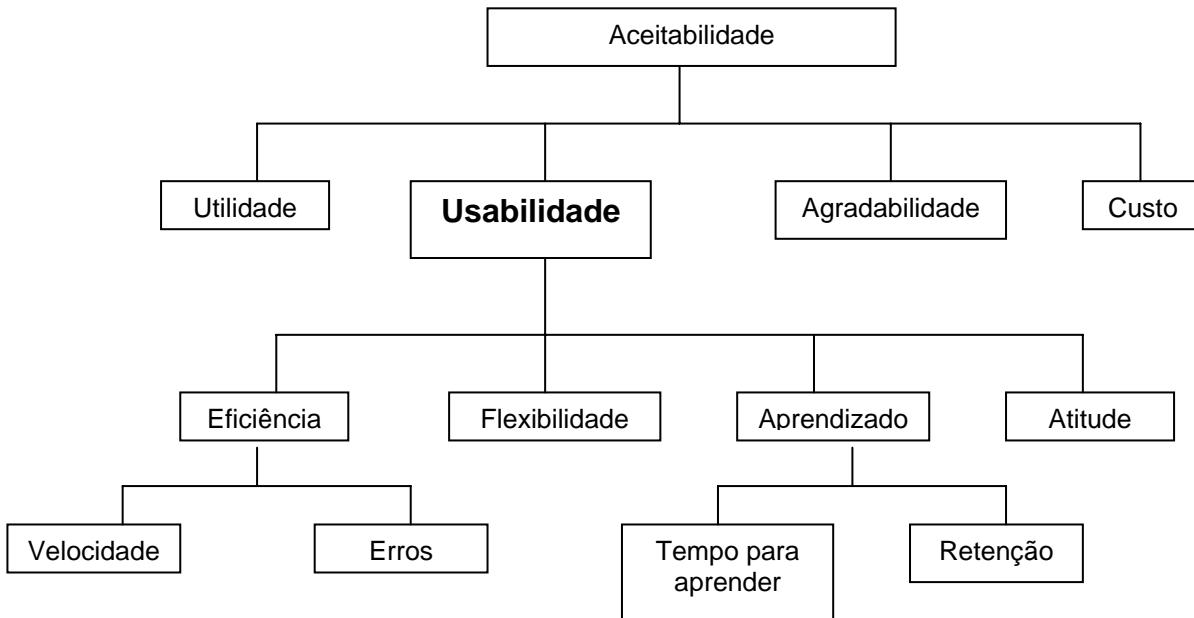 Aceitabilidade
Utilidade
Usabilidade
Agradabilidade
Custo
Eficiência
Flexibilidade
Aprendizado
Atitude
Velocidade
Erros
Tempo para
aprender
Retenção